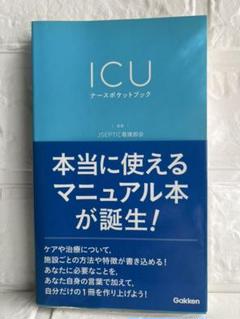 ICU
ナースポケットブック
監修
JSEPTIC看護部会
本当に使える
マニュアル本
が誕生!
ケアや治療について、
施設ごとの方法や特徴が書き込める!
あなたに必要なことを、
あなた自身の言葉で加えて、
自分だけの1冊を作り上げよう!
Gakken